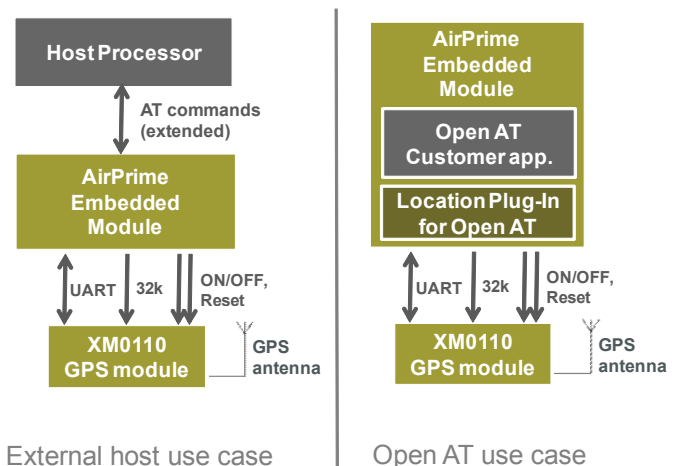 Host Processor
AT commands
(extended)
AirPrime
Embedded
Module
UART
32k
ON/OFF,
Reset
XM0110
GPS module
GPS
antenna
External host use case
AirPrime
Embedded
Module
Open AT
Customer app.
Location Plug-In
for Open AT
UART
32k
ON/OFF,
Reset
XM0110
GPS module
GPS
antenna
Open AT use case